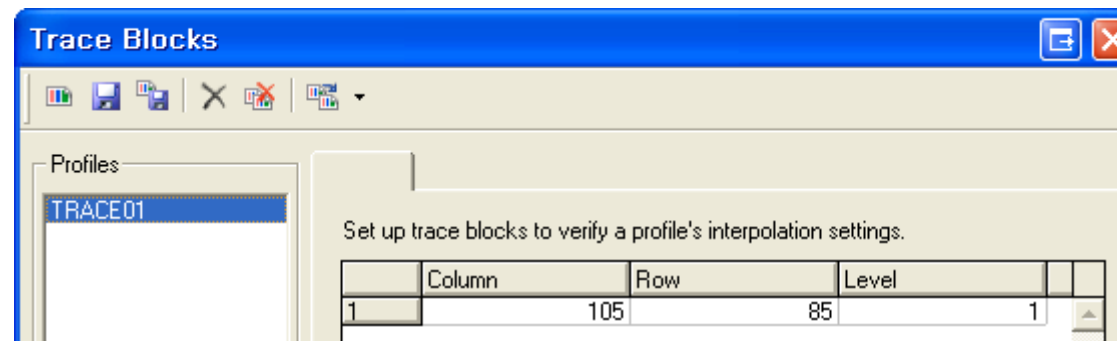 Trace Blocks
Profiles
TRACE01
Set up trace blocks to verify a profile's interpolation settings.
Column Row Level
1 105 85 1